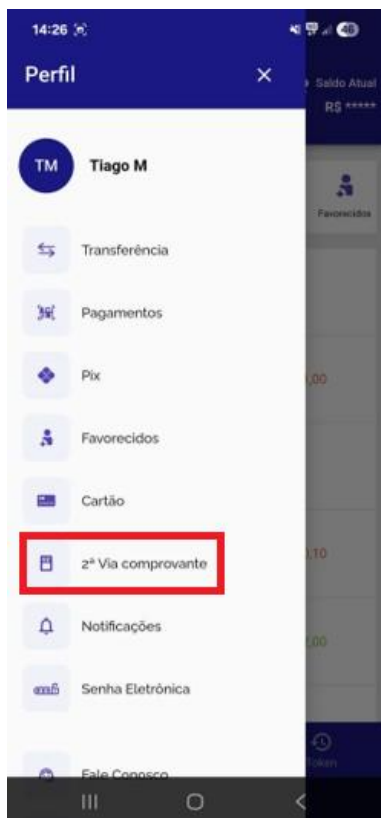 14:26
46
Perfil
Saldo Atual
R$ *****
TM
Tiago M
Favorecidos
Transferência
Pagamentos
Pix
,00
Favorecidos
Cartão
2ª Via comprovante
,10
Notificações
,00
Senha Eletrônica
Token
Fale Conosco